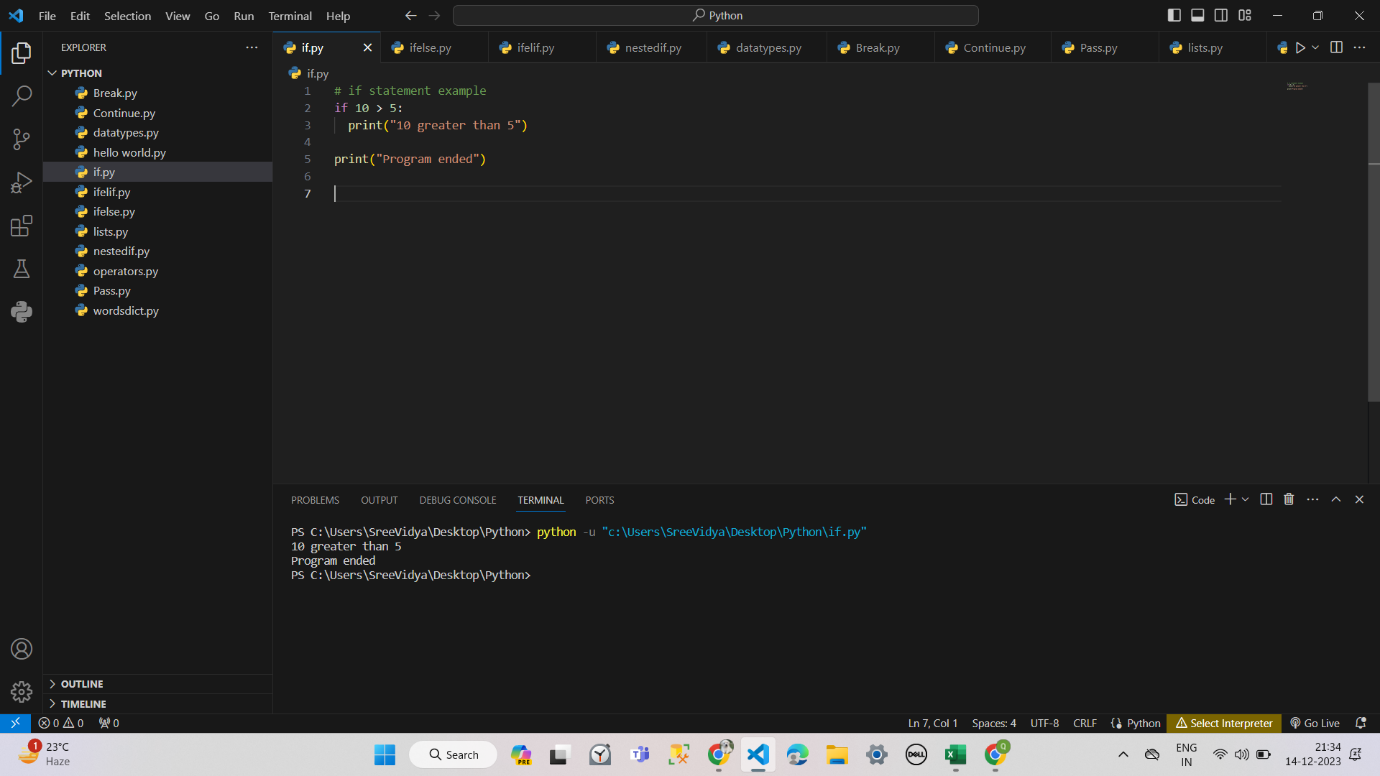 File Edit Selection View Go Run Terminal Help
Python
EXPLORER
if.py
ifelse.py
ifelif.py
nestedif.py
datatypes.py
Break.py
Continue.py
Pass.py
lists.py
PYTHON
Break.py
Continue.py
datatypes.py
hello world.py
if.py
ifelif.py
ifelse.py
lists.py
nestedif.py
operators.py
Pass.py
wordsdict.py
OUTLINE
TIMELINE
if.py
1 # if statement example
2 if 10 > 5:
3 print("10 greater than 5")
4
5 print("Program ended")
6
7
PROBLEMS OUTPUT DEBUG CONSOLE TERMINAL PORTS
Code
PS C:\Users\SreeVidya\Desktop\Python> python -u "c:\Users\SreeVidya\Desktop\Python\if.py"
10 greater than 5
Program ended
PS C:\Users\SreeVidya\Desktop\Python>
0 0 0
Ln 7, Col 1 Spaces: 4 UTF-8 CRLF Python Select Interpreter Go Live
1
23°C
Haze
Search
PRE
DELL
Q
ENG
IN
21:34
14-12-2023